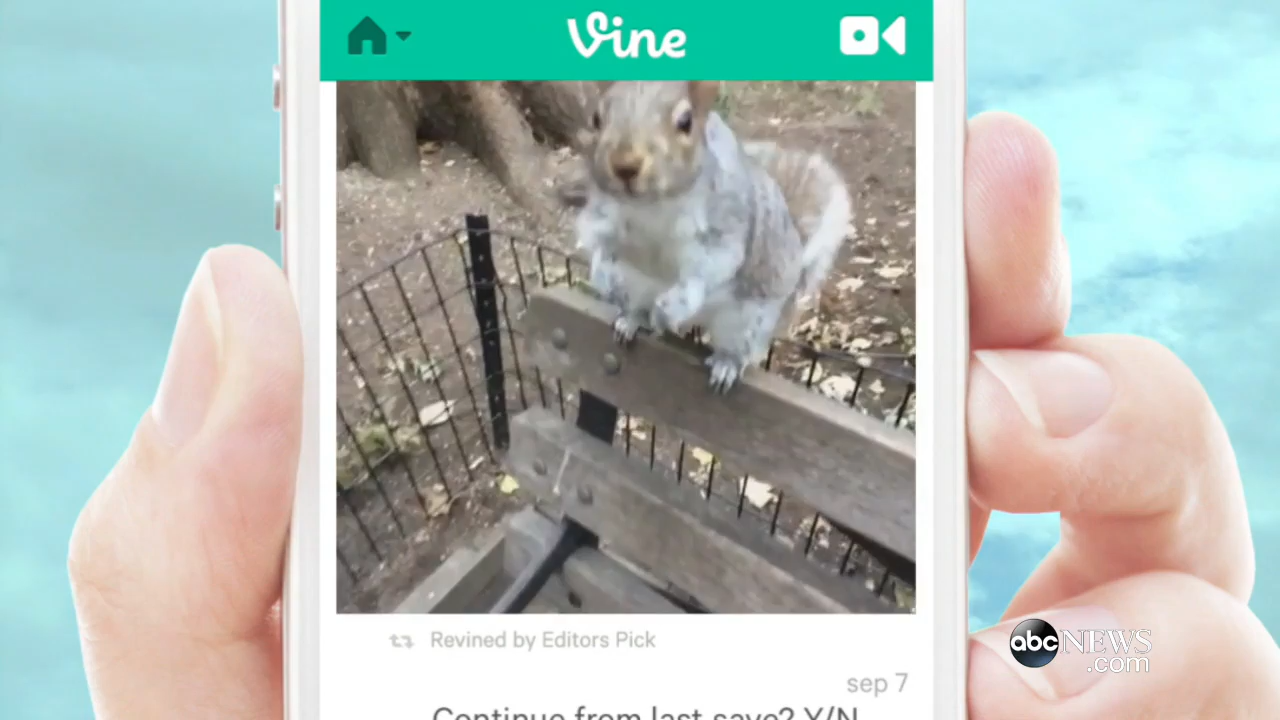 Vine
Revined by Editors Pick
sep 7
Continue from last save? Y/N
abc NEWS
.com